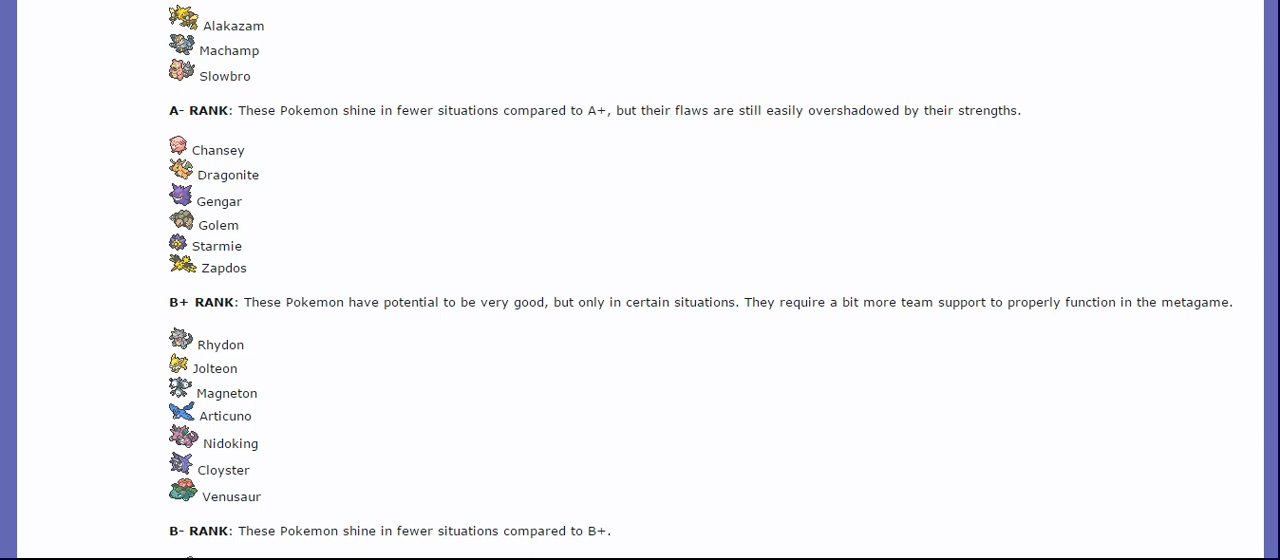 Alakazam
Machamp
Slowbro
A- RANK: These Pokemon shine in fewer situations compared to A+, but their flaws are still easily overshadowed by their strengths.
Chansey
Dragonite
Gengar
Golem
Starmie
Zapdos
B+ RANK: These Pokemon have potential to be very good, but only in certain situations. They require a bit more team support to properly function in the metagame.
Rhydon
Jolteon
Magneton
Articuno
Nidoking
Cloyster
Venusaur
B- RANK: These Pokemon shine in fewer situations compared to B+.